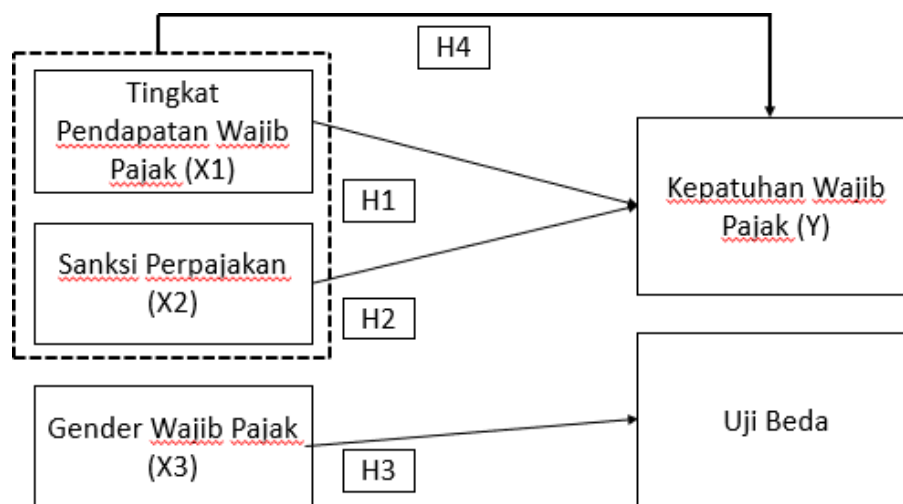 H4
Tingkat
Pendapatan Wajib
Pajak (X1)
H1
Kepatuhan Wajib
Pajak (Y)
Sanksi Perpajakan
(X2)
H2
Gender Wajib Pajak
(X3)
H3
Uji Beda